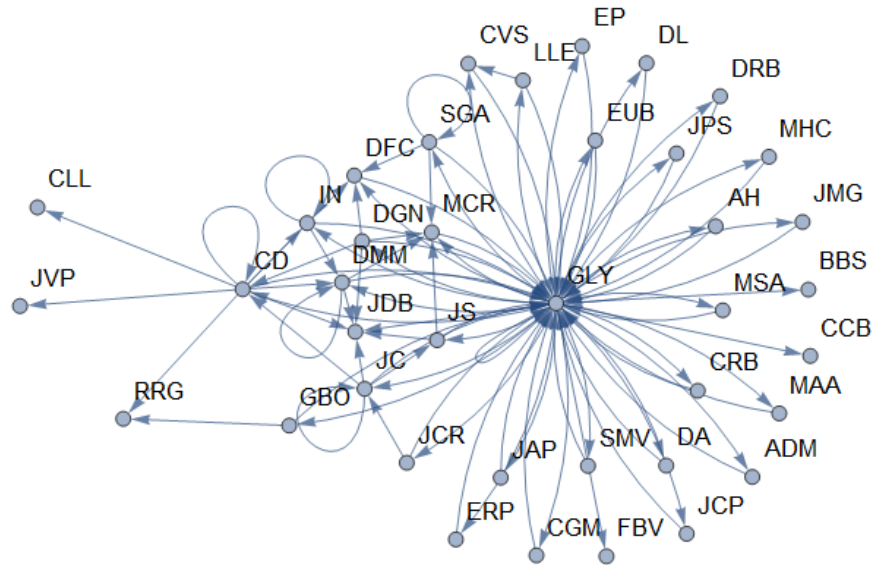 EP
CVS
DL
LLE
DRB
SGA
EUB
JPS
MHC
DFC
CLL
IN
MCR
AH
JMG
DGN
CD
DMM
GLY
BBS
JVP
MSA
JDB
JS
CCB
JC
CRB
MAA
RRG
GBO
JCR
JAP
SMV
DA
ADM
ERP
CGM
FBV
JCP